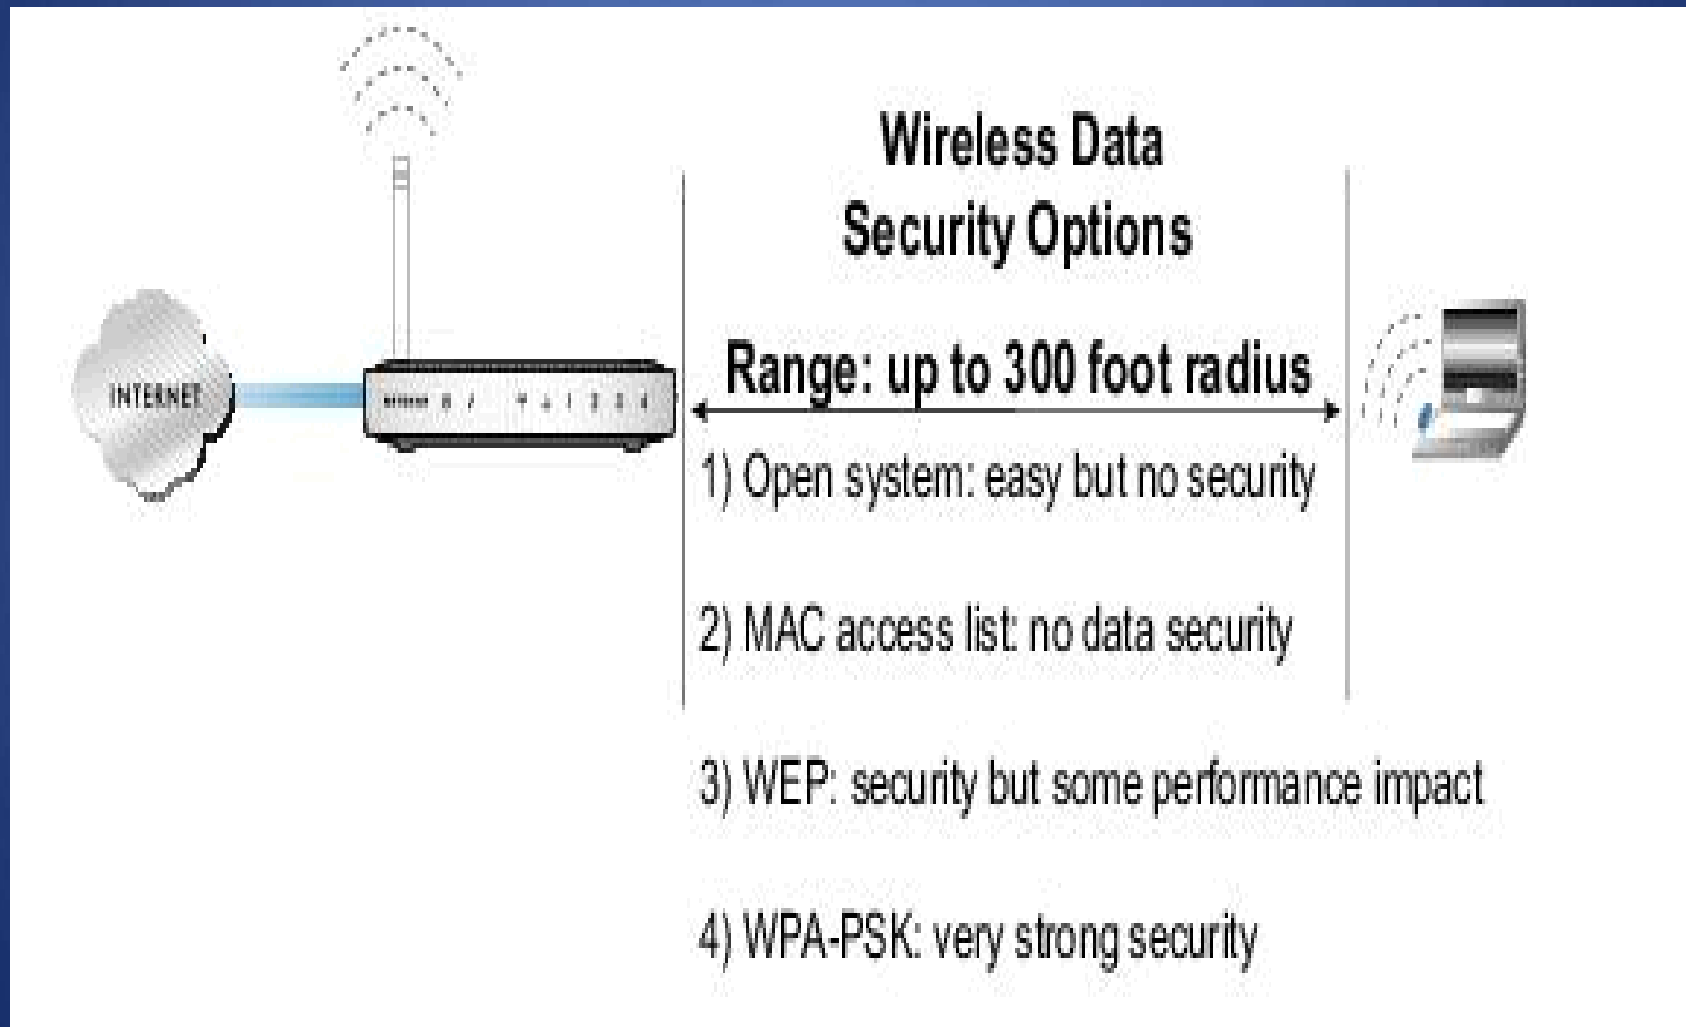 Wireless Data
Security Options
Range: up to 300 foot radius
INTERNET
1) Open system: easy but no security
2) MAC access list: no data security
3) WEP: security but some performance impact
4) WPA-PSK: very strong security